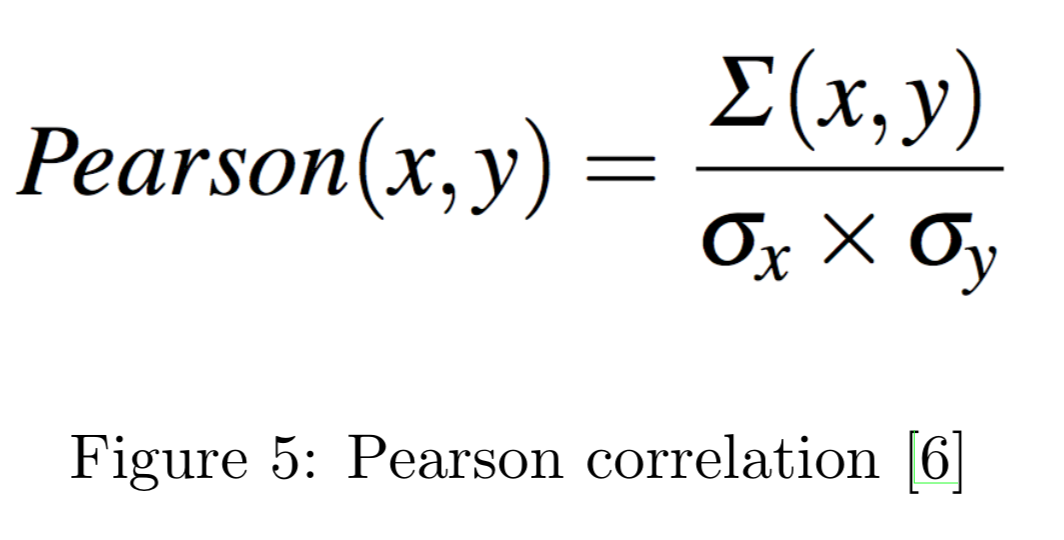 Pearson(x, y) = Σ(x, y) / σx × σy
Figure 5: Pearson correlation [6]